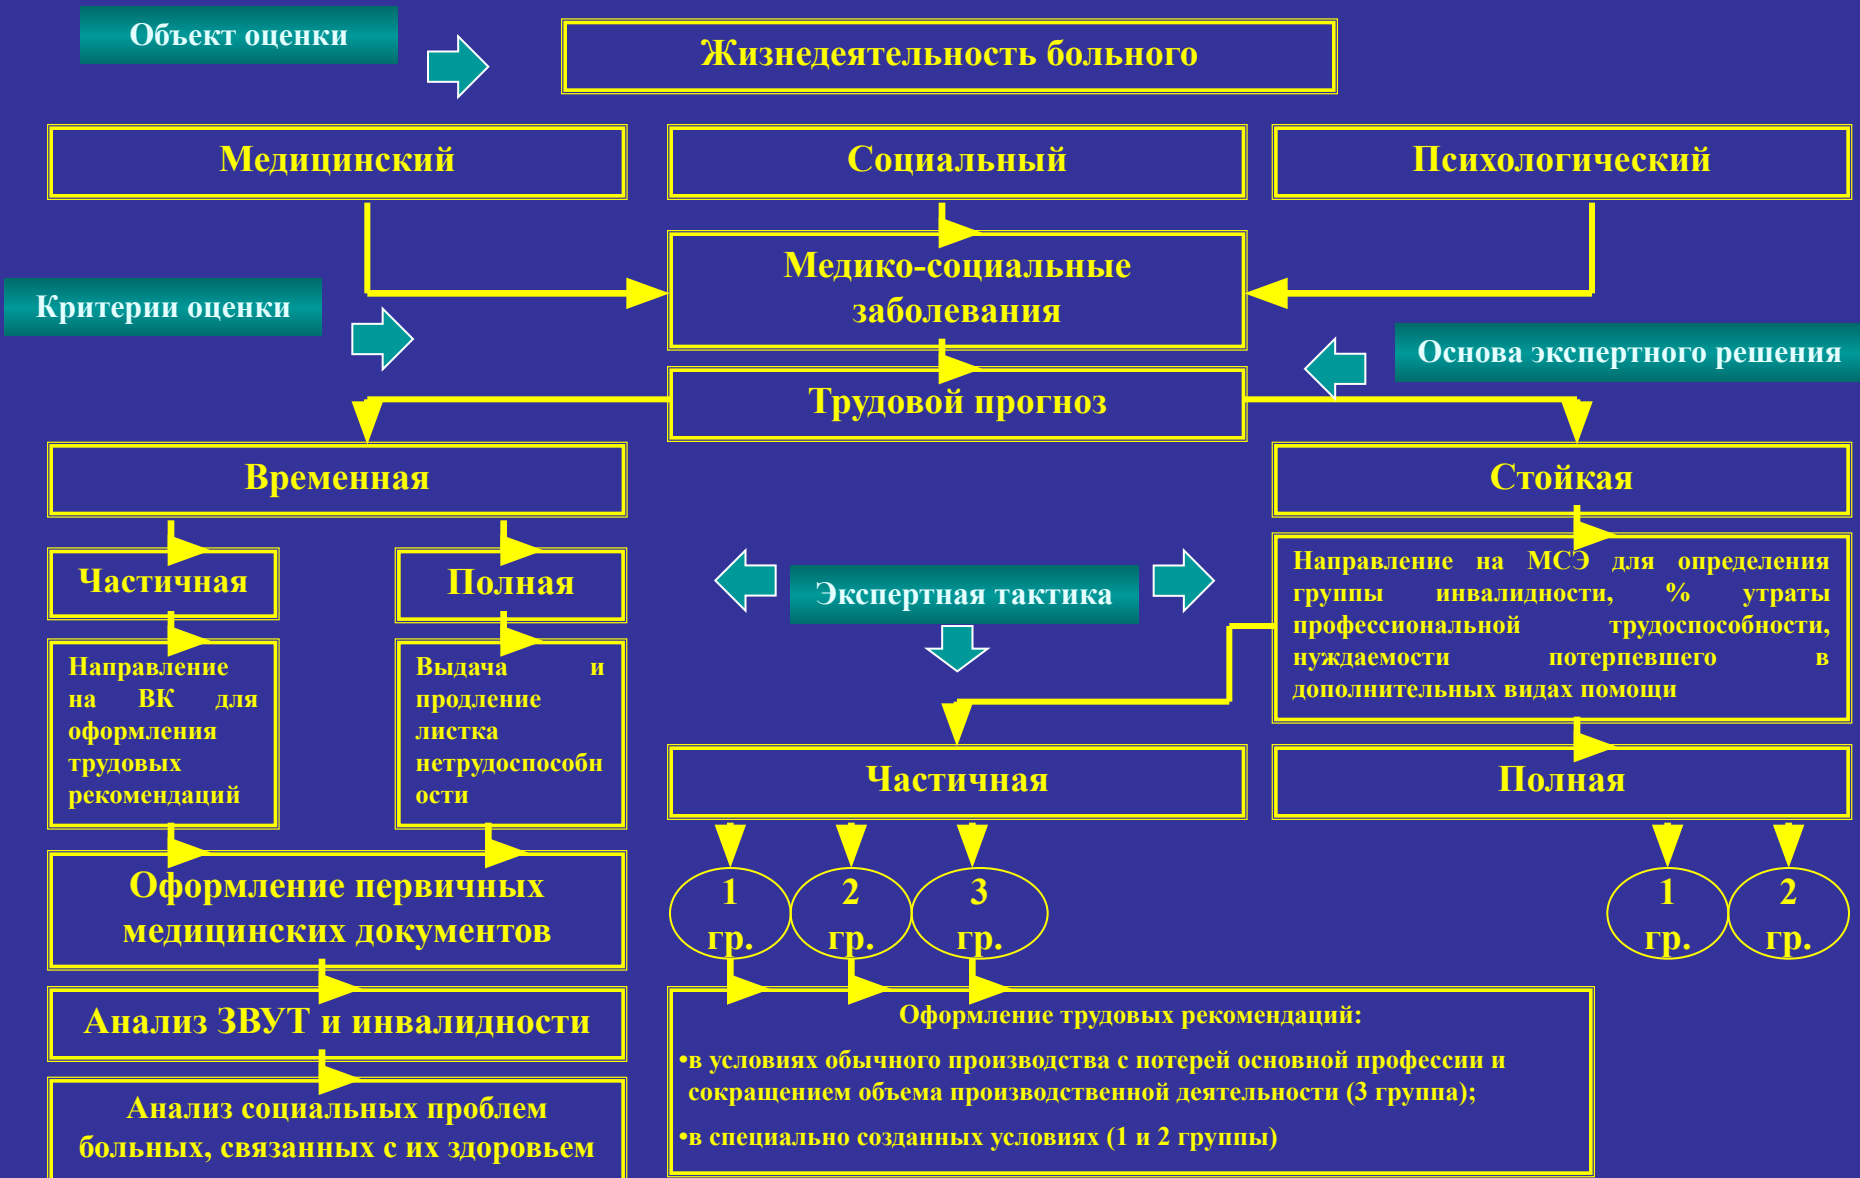 Объект оценки
Жизнедеятельность больного
Медицинский
Социальный
Психологический
Медико-социальные
заболевания
Критерии оценки
Основа экспертного решения
Трудовой прогноз
Временная
Стойкая
Частичная
Полная
Экспертная тактика
Направление на МСЭ для определения
группы инвалидности, % утраты
профессиональной трудоспособности,
нуждаемости потерпевшего в
дополнительных видах помощи
Направление
на ВК для
оформления
трудовых
рекомендаций
Выдача и
продление
листка
нетрудоспособн
ости
Частичная
Полная
1
гр.
2
гр.
3
гр.
1
гр.
2
гр.
Оформление первичных
медицинских документов
Анализ ЗВУТ и инвалидности
Анализ социальных проблем
больных, связанных с их здоровьем
Оформление трудовых рекомендаций:
•в условиях обычного производства с потерей основной профессии и
сокращением объема производственной деятельности (3 группа);
•в специально созданных условиях (1 и 2 группы)